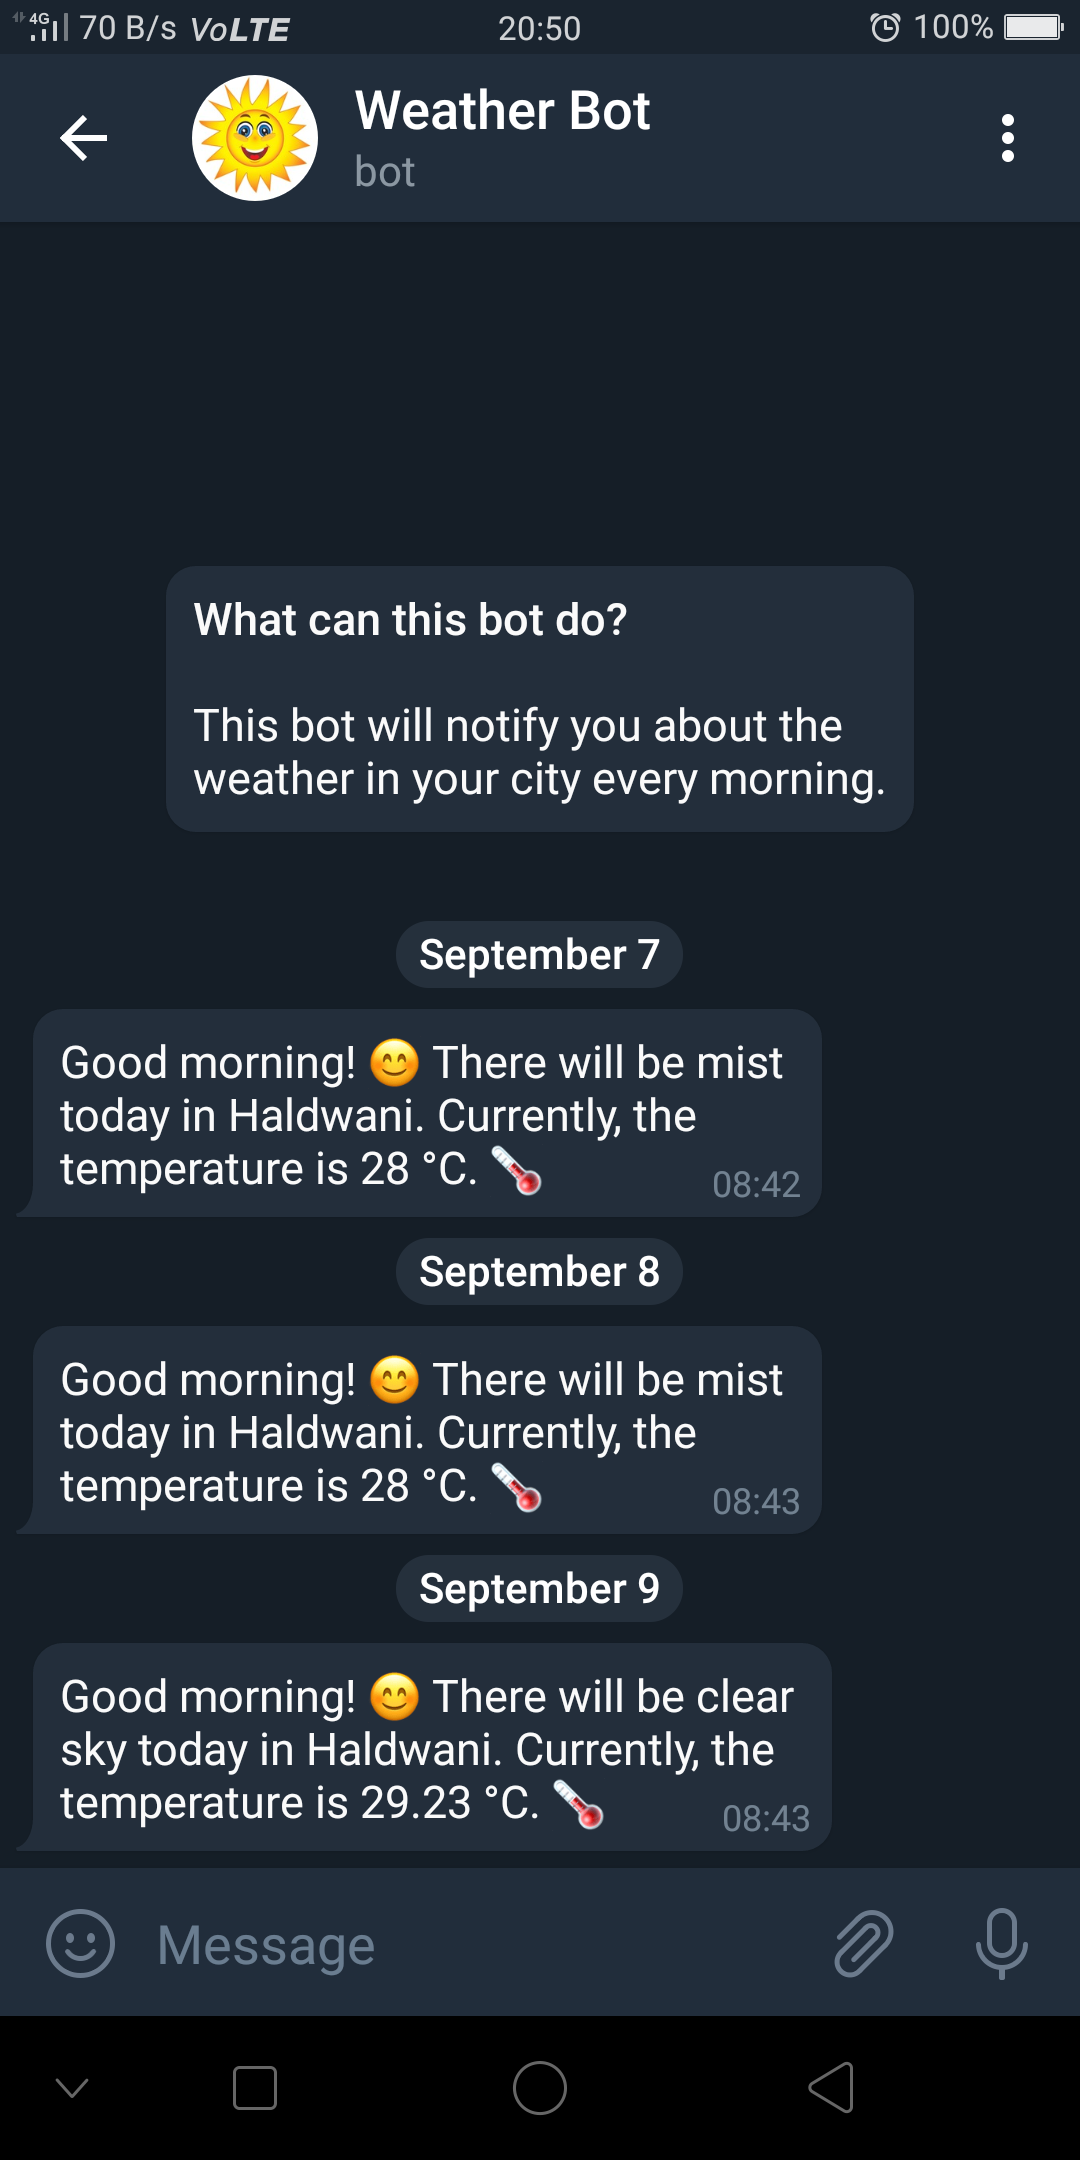 4G 70 B/s VoLTE 20:50 100%
Weather Bot
bot
What can this bot do?
This bot will notify you about the
weather in your city every morning.
September 7
Good morning! 😊 There will be mist
today in Haldwani. Currently, the
temperature is 28 °C. 🌡️ 08:42
September 8
Good morning! 😊 There will be mist
today in Haldwani. Currently, the
temperature is 28 °C. 🌡️ 08:43
September 9
Good morning! 😊 There will be clear
sky today in Haldwani. Currently, the
temperature is 29.23 °C. 🌡️ 08:43
Message